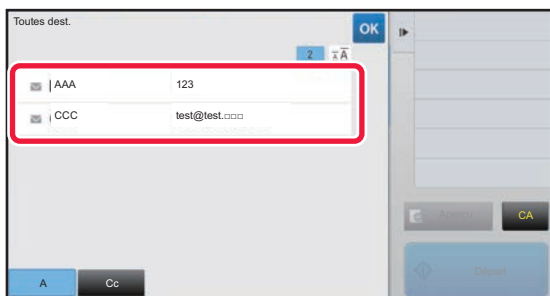 Toutes dest.
OK
2
AAA 123
CCC test@test.□□□
Aperçu
CA
Départ
A
Cc